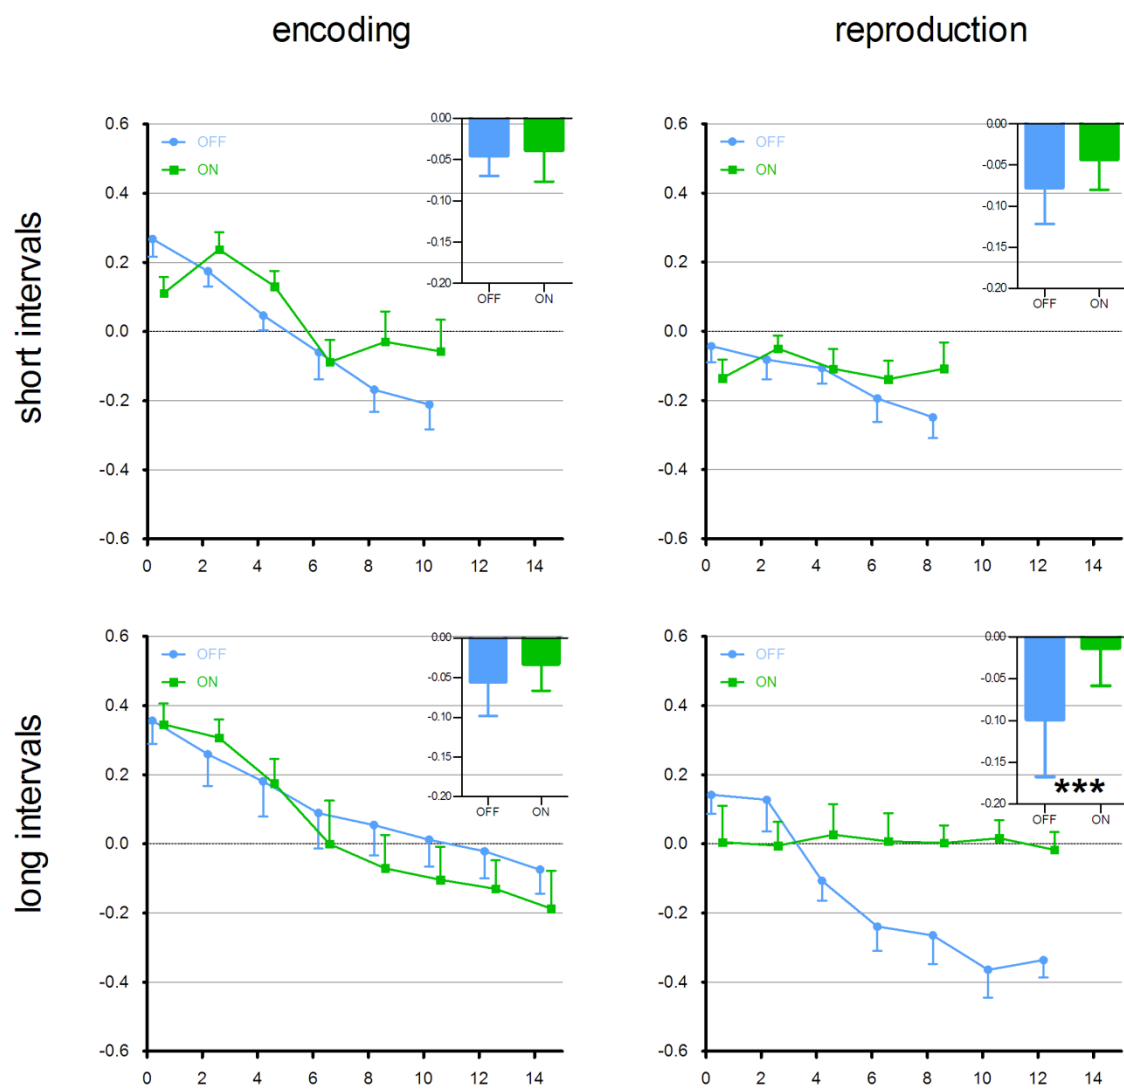 encoding
reproduction
short intervals
0.6
0.4
0.2
0.0
-0.2
-0.4
-0.6
OFF
ON
0.00
-0.05
-0.10
-0.15
-0.20
OFF
ON
0 2 4 6 8 10 12 14
0.6
0.4
0.2
0.0
-0.2
-0.4
-0.6
OFF
ON
0.00
-0.05
-0.10
-0.15
-0.20
OFF
ON
0 2 4 6 8 10 12 14
long intervals
0.6
0.4
0.2
0.0
-0.2
-0.4
-0.6
OFF
ON
0.00
-0.05
-0.10
-0.15
-0.20
OFF
ON
0 2 4 6 8 10 12 14
0.6
0.4
0.2
0.0
-0.2
-0.4
-0.6
OFF
ON
0.00
-0.05
-0.10
-0.15
-0.20
***
OFF
ON
0 2 4 6 8 10 12 14